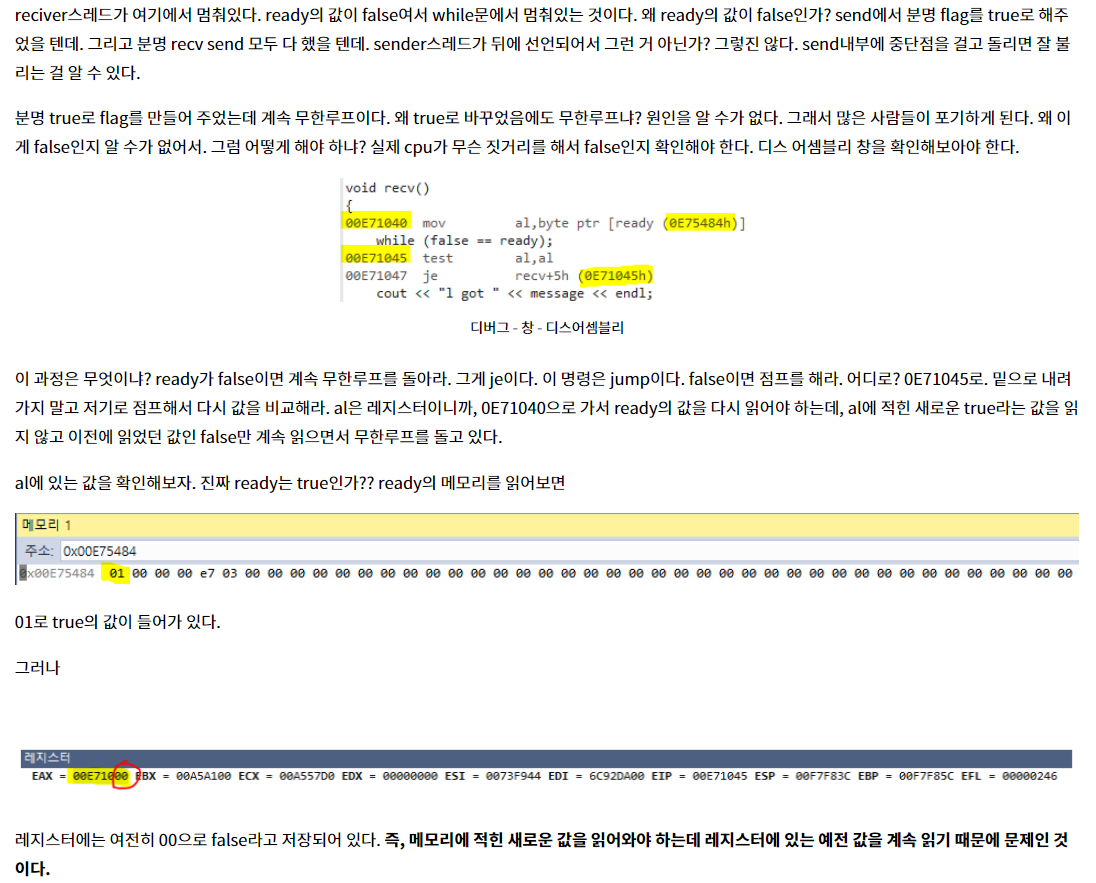 reciver스레드가 여기에서 멈춰있다. ready의 값이 false여서 while문에서 멈춰있는 것이다. 왜 ready의 값이 false인가? send에서 분명 flag를 true로 해주
었을 텐데. 그리고 분명 recv send 모두 다 했을 텐데. sender스레드가 뒤에 선언되어서 그런 거 아닌가? 그렇진 않다. send내부에 중단점을 걸고 돌리면 잘 불
리는 걸 알 수 있다.
분명 true로 flag를 만들어 주었는데 계속 무한루프이다. 왜 true로 바꾸었음에도 무한루프냐? 원인을 알 수가 없다. 그래서 많은 사람들이 포기하게 된다. 왜 이
게 false인지 알 수가 없어서. 그럼 어떻게 해야 하냐? 실제 cpu가 무슨 짓거리를 해서 false인지 확인해야 한다. 디스 어셈블리 창을 확인해보아야 한다.
void recv()
{
00E71040 mov al,byte ptr [ready (0E75484h)]
while (false == ready);
00E71045 test al,al
00E71047 je recv+5h (0E71045h)
cout << "l got " << message << endl;
디버그 - 창 - 디스어셈블리
이 과정은 무엇이냐? ready가 false이면 계속 무한루프를 돌아라. 그게 je이다. 이 명령은 jump이다. false이면 점프를 해라. 어디로? 0E71045로. 밑으로 내려
가지 말고 저기로 점프해서 다시 값을 비교해라. al은 레지스터이니까, 0E71040으로 가서 ready의 값을 다시 읽어야 하는데, al에 적힌 새로운 true라는 값을 읽
지 않고 이전에 읽었던 값인 false만 계속 읽으면서 무한루프를 돌고 있다.
al에 있는 값을 확인해보자. 진짜 ready는 true인가?? ready의 메모리를 읽어보면
메모리 1
주소: 0x00E75484
0x00E75484 01 00 00 00 e7 03 00 00 00 00 00 00 00 00 00 00 00 00 00 00 00 00 00 00 00 00 00 00 00 00 00 00 00 00 00 00 00 00 00 00 00 00 00
01로 true의 값이 들어가 있다.
그러나
레지스터
EAX = 00E71000 EBX = 00A5A100 ECX = 00A557D0 EDX = 00000000 ESI = 0073F944 EDI = 6C92DA00 EIP = 00E71045 ESP = 00F7F83C EBP = 00F7F85C EFL = 00000246
레지스터에는 여전히 00으로 false라고 저장되어 있다. 즉, 메모리에 적힌 새로운 값을 읽어와야 하는데 레지스터에 있는 예전 값을 계속 읽기 때문에 문제인 것
이다.